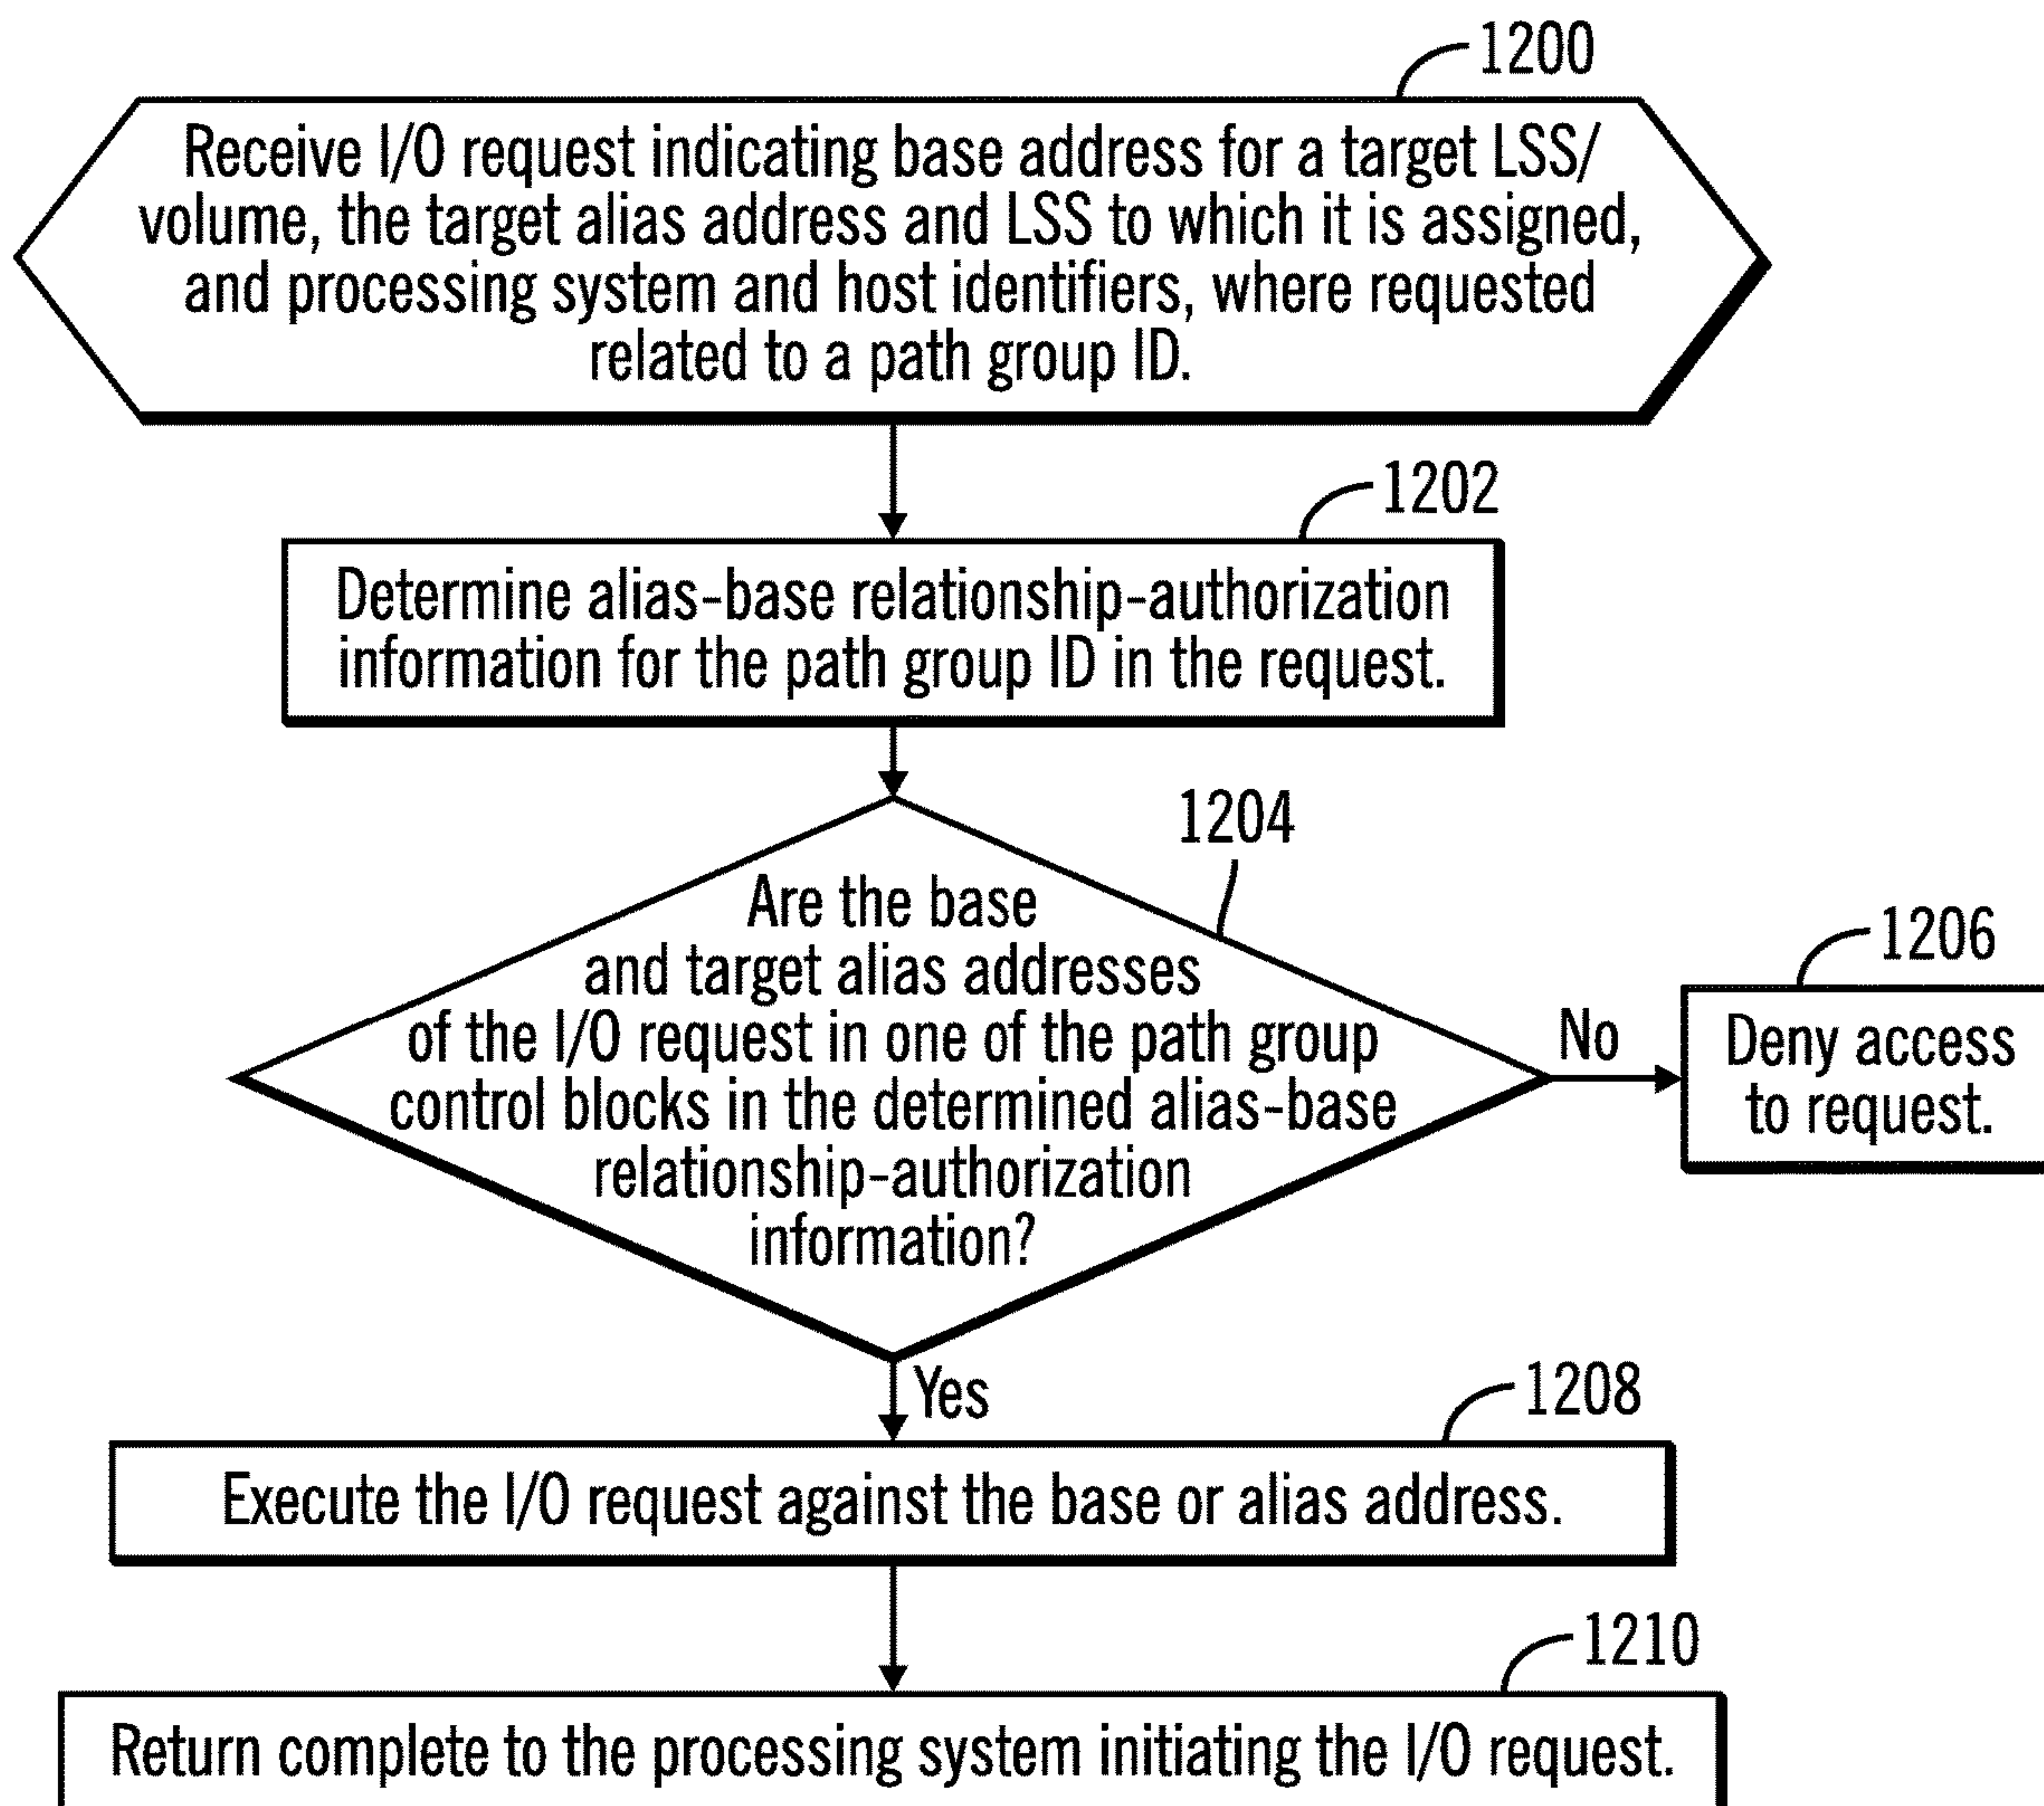 1200
Receive I/O request indicating base address for a target LSS/
volume, the target alias address and LSS to which it is assigned,
and processing system and host identifiers, where requested
related to a path group ID.
1202
Determine alias-base relationship-authorization
information for the path group ID in the request.
1204
Are the base
and target alias addresses
of the I/O request in one of the path group
control blocks in the determined alias-base
relationship-authorization
information?
No
1206
Deny access
to request.
Yes
1208
Execute the I/O request against the base or alias address.
1210
Return complete to the processing system initiating the I/O request.